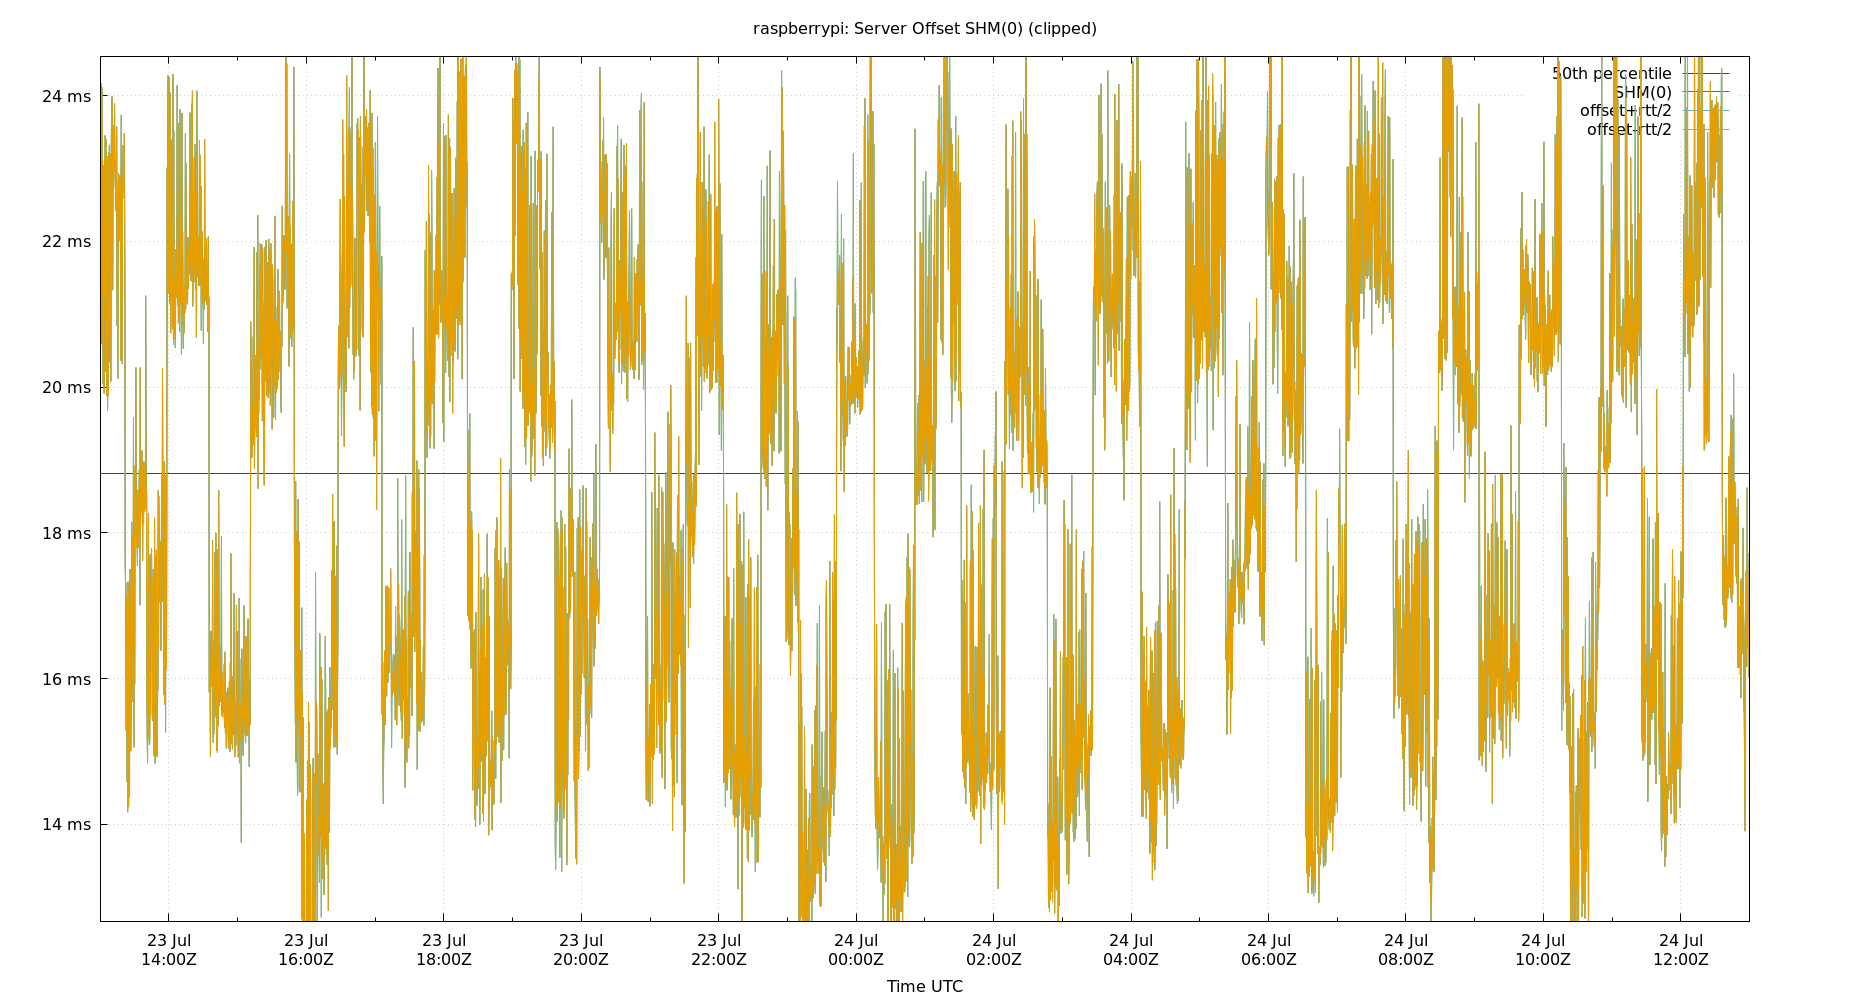 raspberrypi: Server Offset SHM(0) (clipped)
24 ms
22 ms
20 ms
18 ms
16 ms
14 ms
50th percentile
SHM(0)
offset+rtt/2
offset-rtt/2
23 Jul 14:00Z
23 Jul 16:00Z
23 Jul 18:00Z
23 Jul 20:00Z
23 Jul 22:00Z
24 Jul 00:00Z
24 Jul 02:00Z
24 Jul 04:00Z
24 Jul 06:00Z
24 Jul 08:00Z
24 Jul 10:00Z
24 Jul 12:00Z
Time UTC